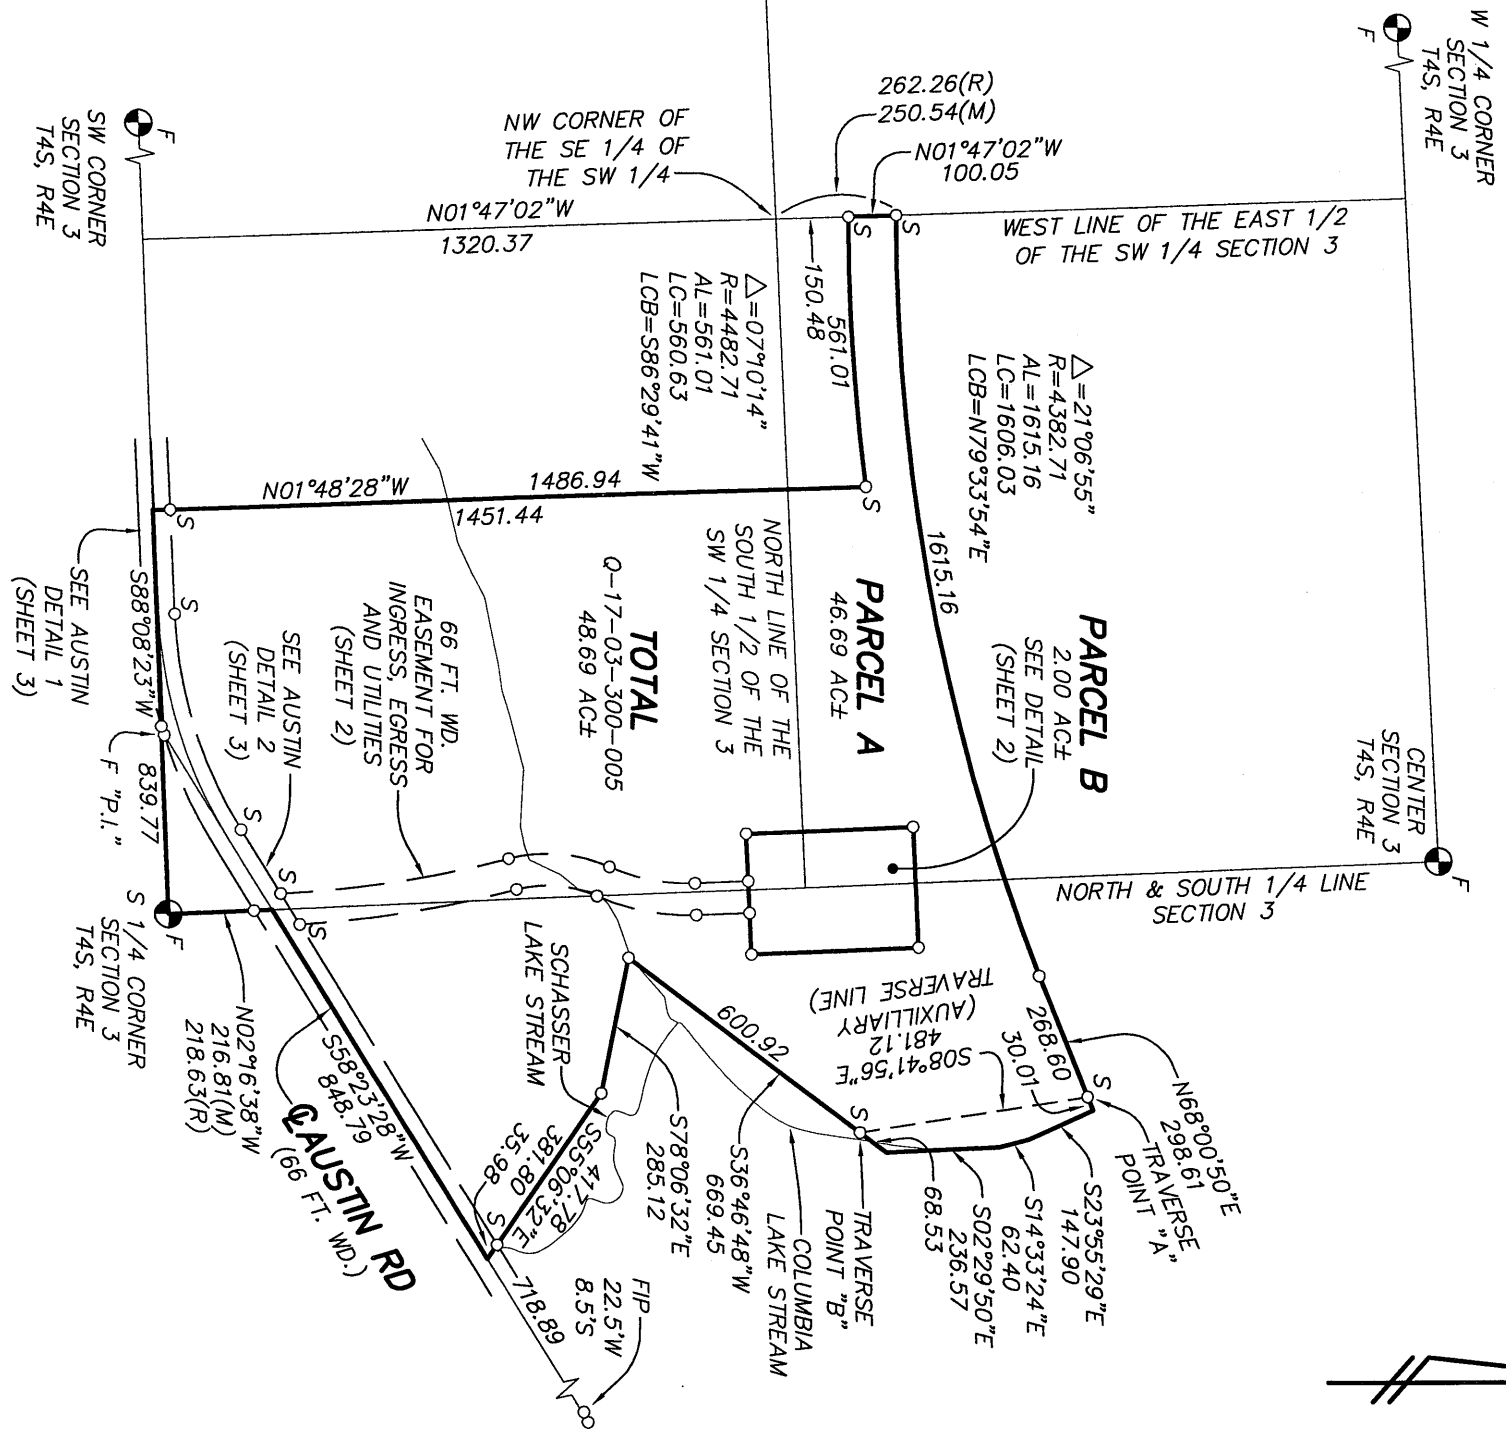 W 1/4 CORNER
SECTION 3
T4S, R4E
F
262.26(R)
250.54(M)
N01°47'02"W
100.05
NW CORNER OF
THE SE 1/4 OF
THE SW 1/4
F
SW CORNER
SECTION 3
T4S, R4E
N01°47'02"W
1320.37
S
S
WEST LINE OF THE EAST 1/2
OF THE SW 1/4 SECTION 3
150.48
561.01
△=07°10'14"
R=4482.71
AL=561.01
LC=560.63
LCB=S86°29'41"W
△=21°06'55"
R=4382.71
AL=1615.16
LC=1606.03
LCB=N79°33'54"E
1615.16
N01°48'28"W
1486.94
1451.44
S
S
S
NORTH LINE OF THE
SOUTH 1/2 OF THE
SW 1/4 SECTION 3
PARCEL A
46.69 AC±
PARCEL B
2.00 AC±
SEE DETAIL
(SHEET 2)
TOTAL
Q-17-03-300-005
48.69 AC±
66 FT. WD.
EASEMENT FOR
INGRESS, EGRESS
AND UTILITIES
(SHEET 2)
SEE AUSTIN
DETAIL 2
(SHEET 3)
SEE AUSTIN
DETAIL 1
(SHEET 3)
S88°08'23"W
839.77
F "P.I."
S
S
S
CENTER
SECTION 3
T4S, R4E
F
NORTH & SOUTH 1/4 LINE
SECTION 3
F
S 1/4 CORNER
SECTION 3
T4S, R4E
N02°16'38"W
216.81(M)
218.63(R)
S58°23'28"W
848.79
℄AUSTIN RD
(66 FT. WD.)
SCHASSER
LAKE STREAM
S78°06'32"E
285.12
S55°06'32"E
417.78
381.80
35.98
S
718.89
FIP
22.5'W
8.5'S
600.92
S36°46'48"W
669.45
S08°41'56"E
481.12
(AUXILLIARY
TRAVERSE LINE)
268.60
30.01
S
N68°00'50"E
298.61
TRAVERSE
POINT "A"
S23°55'29"E
147.90
S14°33'24"E
62.40
S02°29'50"E
236.57
68.53
S
TRAVERSE
POINT "B"
COLUMBIA
LAKE STREAM